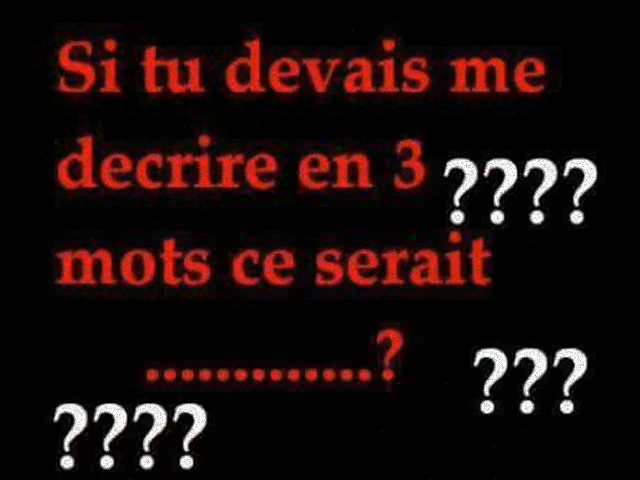 Si tu devais me
decrire en 3 ????
mots ce serait
.............? ???
????